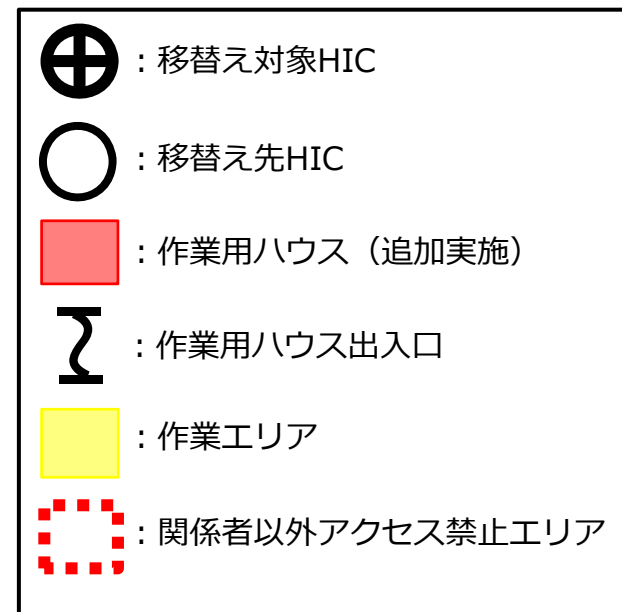 ：移替え対象HIC
：移替え先HIC
：作業用ハウス（追加実施）
：作業用ハウス出入口
：作業エリア
：関係者以外アクセス禁止エリア